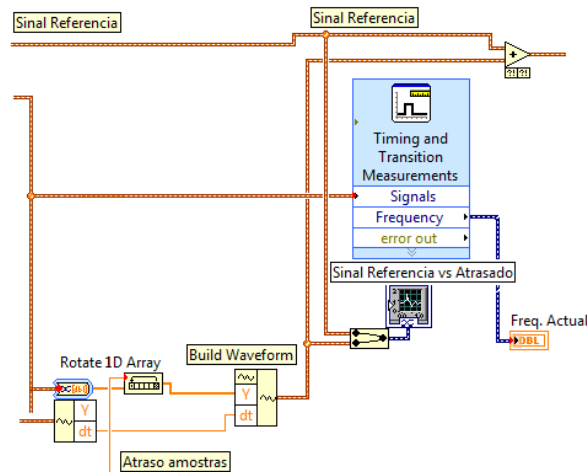 Sinal Referencia
Sinal Referencia
+
?! ?!
Timing and
Transition
Measurements
Signals
Frequency
error out
Sinal Referencia vs Atrasado
Freq. Actual
DBL
Build Waveform
Rotate 1D Array
Y
dt
Y
dt
Atraso amostras